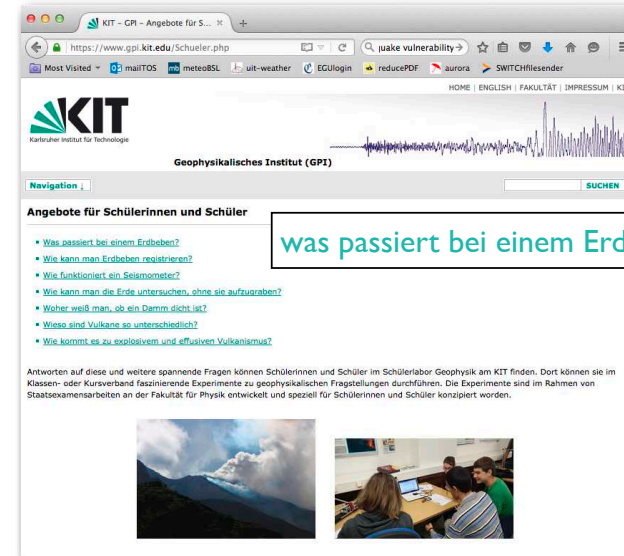 KIT – GPI – Angebote für S...
https://www.gpi.kit.edu/Schueler.php
uake vulnerability
Most Visited
mailTOS
meteoBSL
uit-weather
EGUlogin
reducePDF
aurora
SWITCHfilesender
HOME | ENGLISH | FAKULTÄT | IMPRESSUM | KI
KIT
Karlsruher Institut für Technologie
Geophysikalisches Institut (GPI)
Navigation ↓
SUCHEN
Angebote für Schülerinnen und Schüler
was passiert bei einem Erd
Was passiert bei einem Erdbeben?
Wie kann man Erdbeben registrieren?
Wie funktioniert ein Seismometer?
Wie kann man die Erde untersuchen, ohne sie aufzugraben?
Woher weiß man, ob ein Damm dicht ist?
Wieso sind Vulkane so unterschiedlich?
Wie kommt es zu explosivem und effusiven Vulkanismus?
Antworten auf diese und weitere spannende Fragen können Schülerinnen und Schüler im Schülerlabor Geophysik am KIT finden. Dort können sie im
Klassen- oder Kursverband faszinierende Experimente zu geophysikalischen Fragstellungen durchführen. Die Experimente sind im Rahmen von
Staatsexamensarbeiten an der Fakultät für Physik entwickelt und speziell für Schülerinnen und Schüler konzipiert worden.